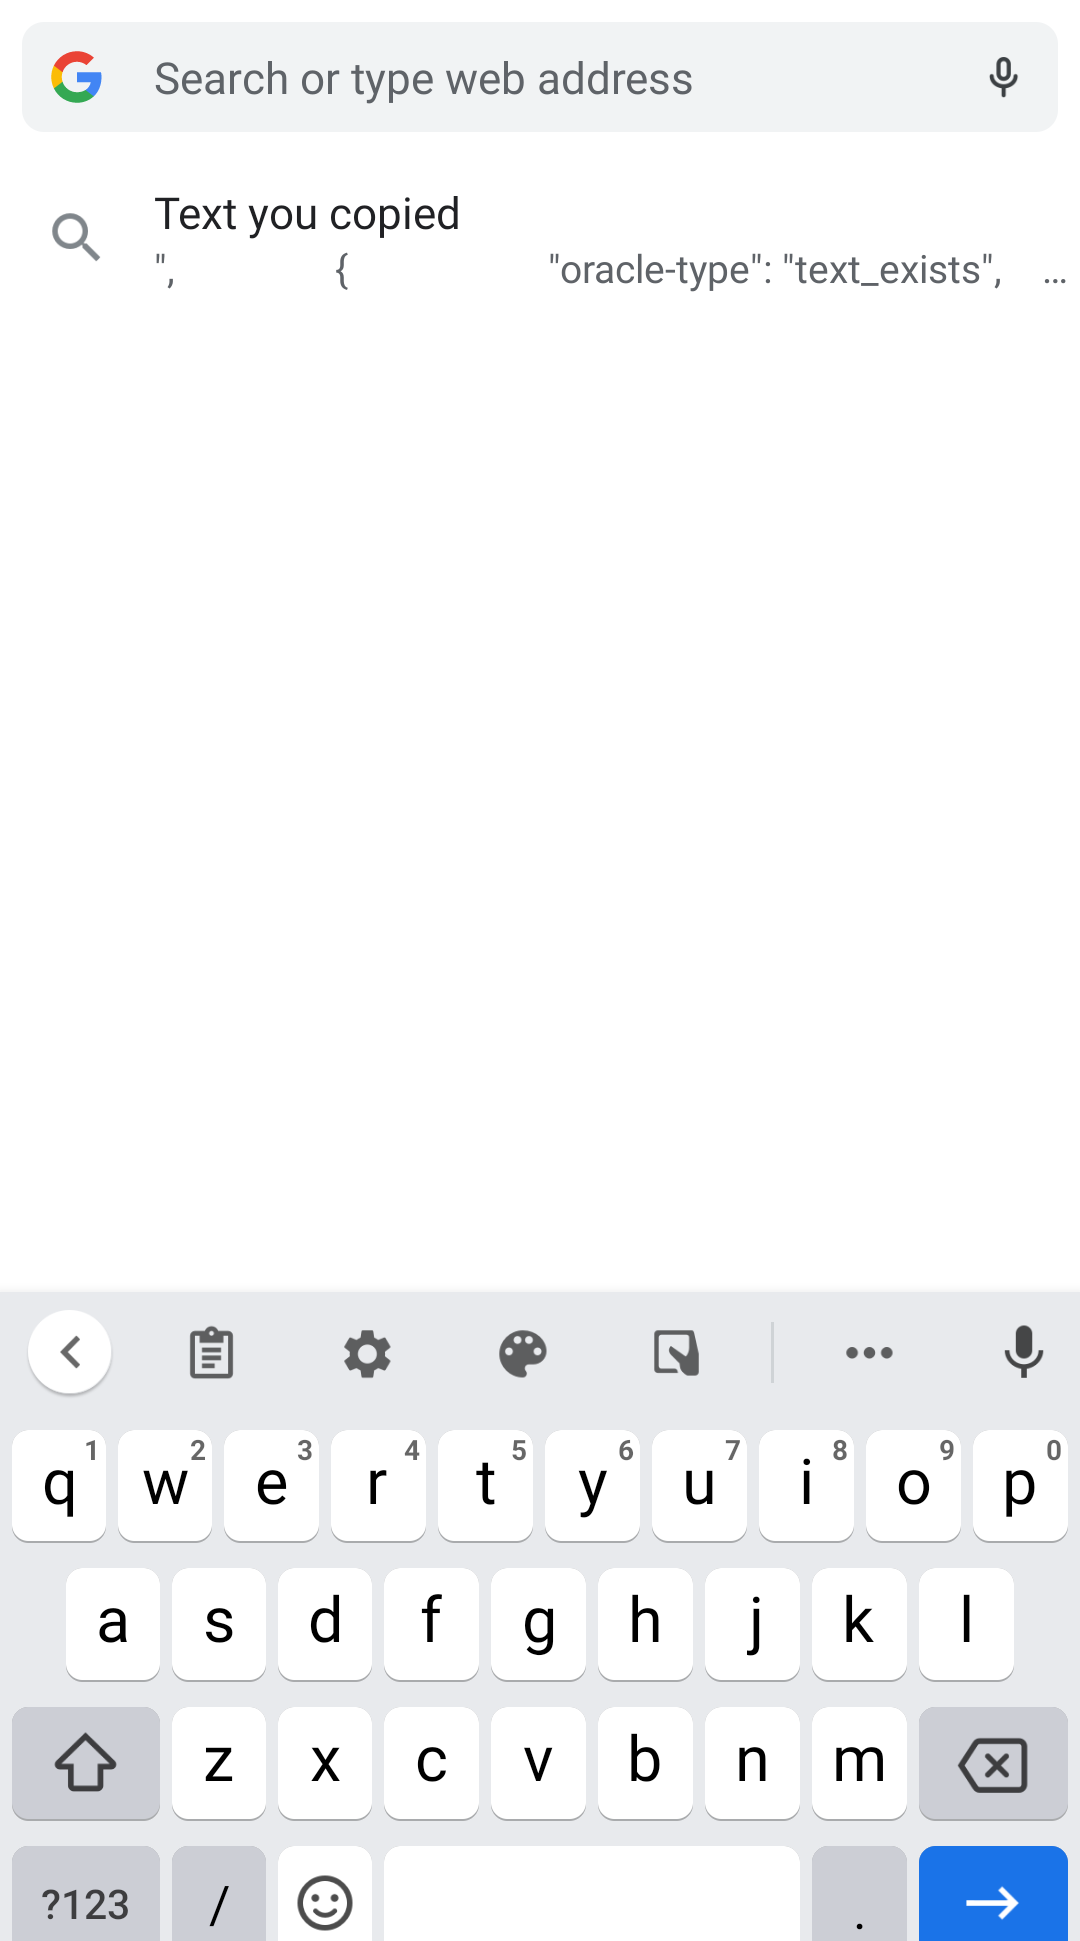 Search or type web address
Text you copied
", { "oracle-type": "text_exists", ...
1 2 3 4 5 6 7 8 9 0
q w e r t y u i o p
a s d f g h j k l
z x c v b n m
?123 / .